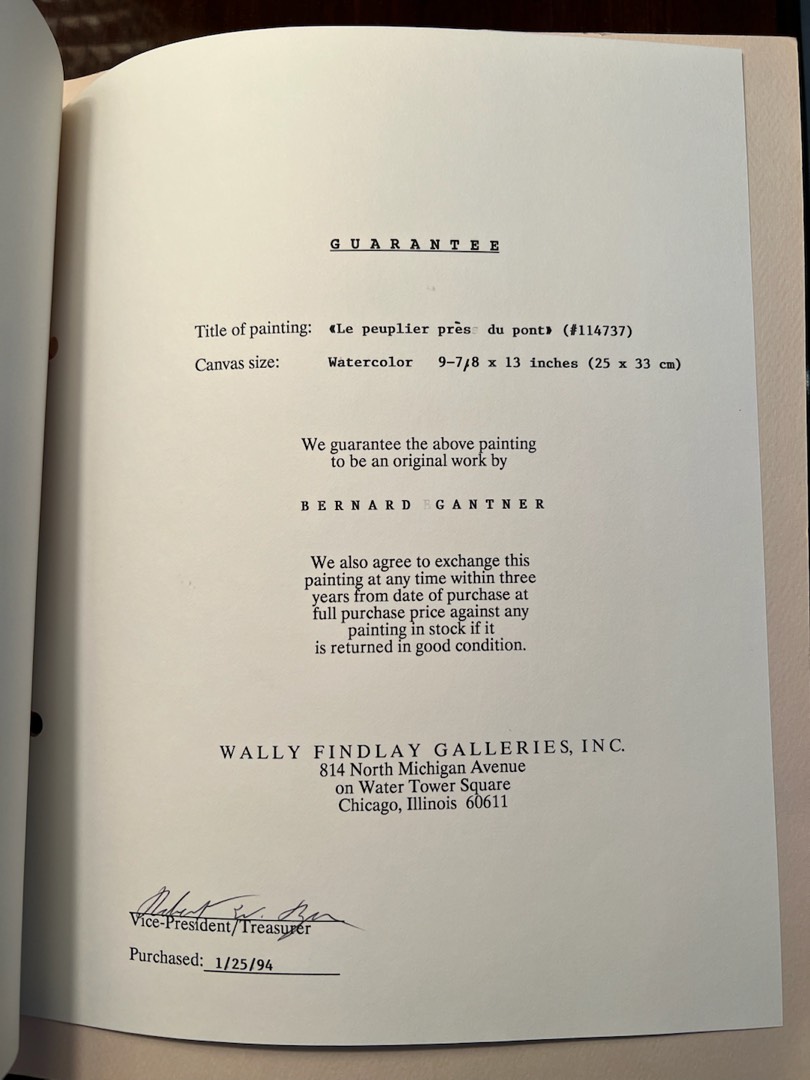 GUARANTEE
Title of painting: «Le peuplier près du pont» (#114737)
Canvas size: Watercolor 9-7/8 x 13 inches (25 x 33 cm)
We guarantee the above painting
to be an original work by
BERNARD GANTNER
We also agree to exchange this
painting at any time within three
years from date of purchase at
full purchase price against any
painting in stock if it
is returned in good condition.
WALLY FINDLAY GALLERIES, INC.
814 North Michigan Avenue
on Water Tower Square
Chicago, Illinois 60611
Robert W.
Vice-President/Treasurer
Purchased: 1/25/94